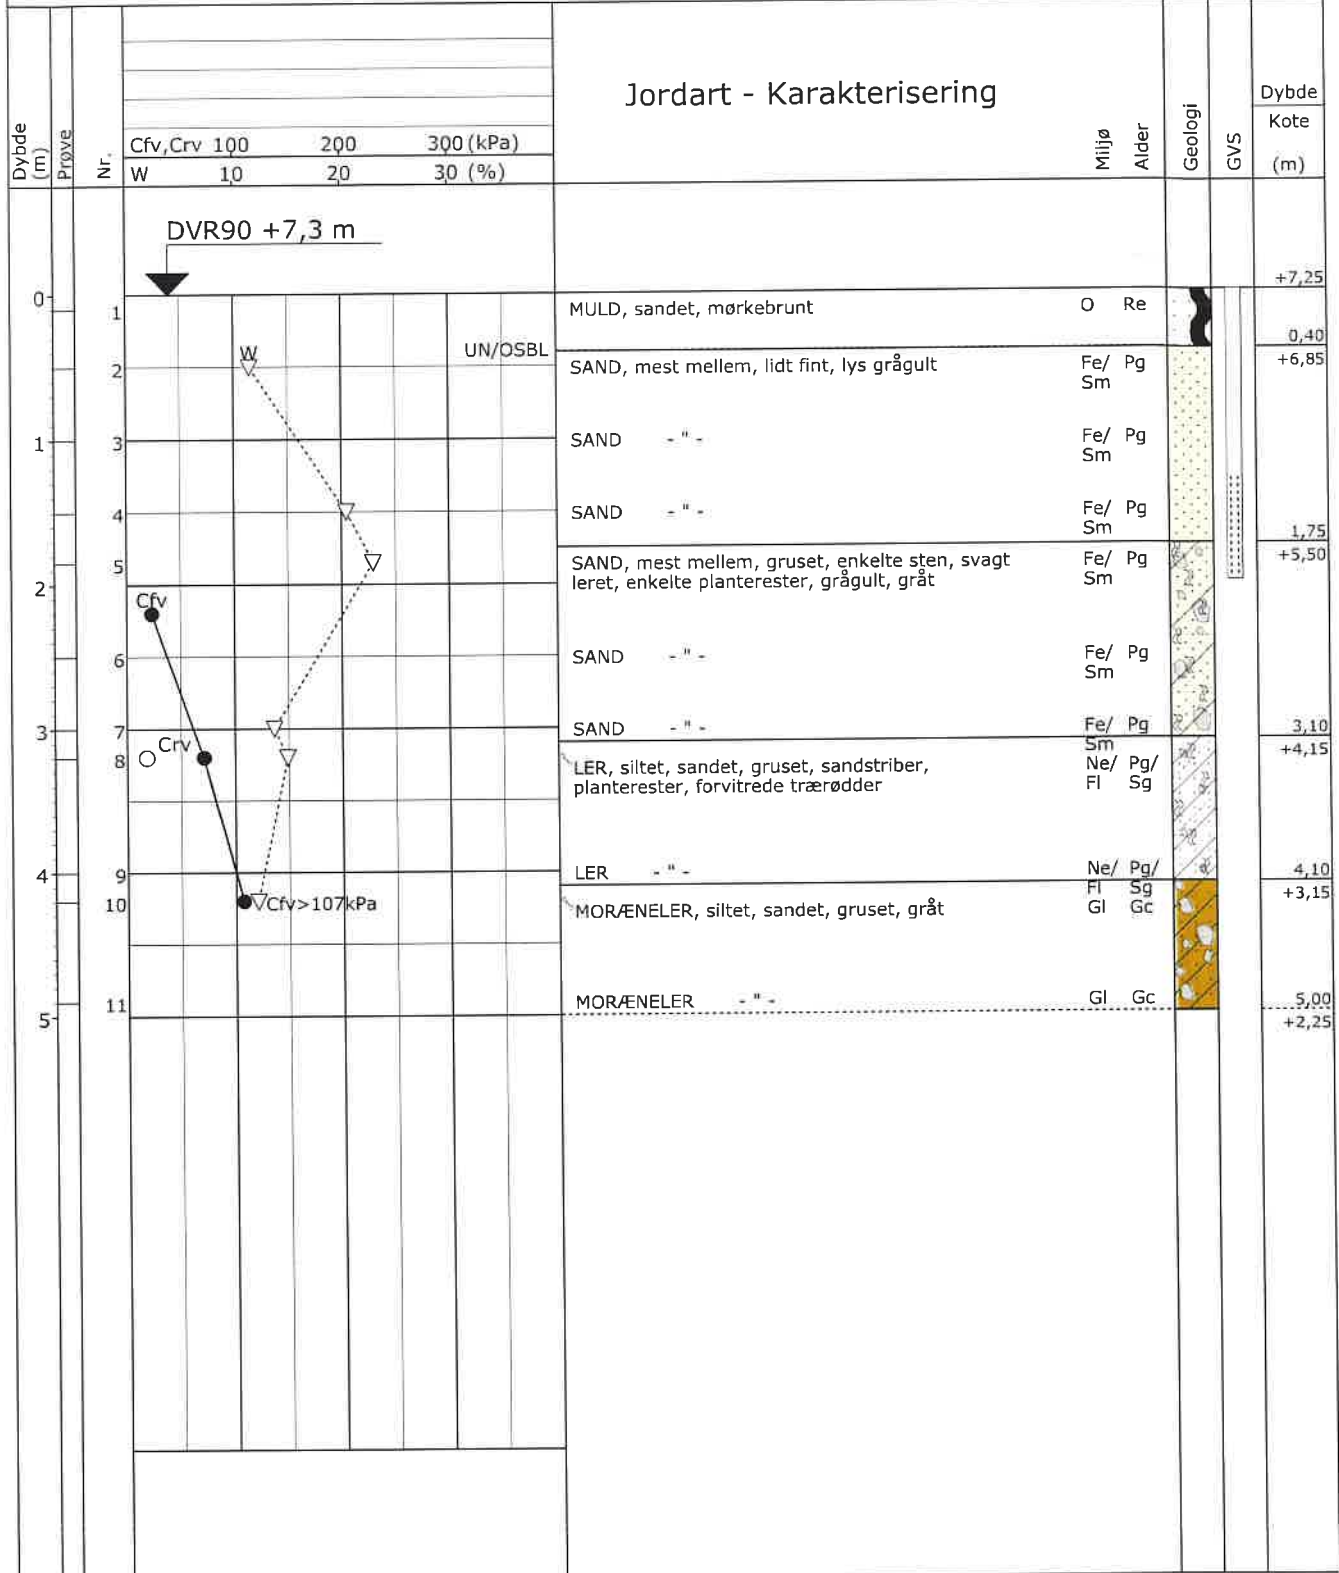 Jordart - Karakterisering
Dybde (m)
Prøve
Nr.
Cfv,Crv 100 200 300 (kPa)
W 10 20 30 (%)
Miljø
Alder
Geologi
GVS
Dybde
Kote
(m)
DVR90 +7,3 m
+7,25
0
1 MULD, sandet, mørkebrunt O Re
0,40
W UN/OSBL
2 SAND, mest mellem, lidt fint, lys grågult Fe/ Pg +6,85
Sm
1 3 SAND - " - Fe/ Pg
Sm
4 SAND - " - Fe/ Pg
Sm 1,75
5 SAND, mest mellem, gruset, enkelte sten, svagt Fe/ Pg +5,50
leret, enkelte planterester, grågult, gråt Sm
2
Cfv
6 SAND - " - Fe/ Pg
Sm
3 7 SAND - " - Fe/ Pg 3,10
Sm +4,15
8 Crv LER, siltet, sandet, gruset, sandstriber, Ne/ Pg/
planterester, forvitrede trærødder Fl Sg
4 9 LER - " - Ne/ Pg/ 4,10
Fl Sg +3,15
10 Cfv>107kPa MORÆNELER, siltet, sandet, gruset, gråt Gl Gc
11 MORÆNELER - " - Gl Gc 5,00
5 +2,25